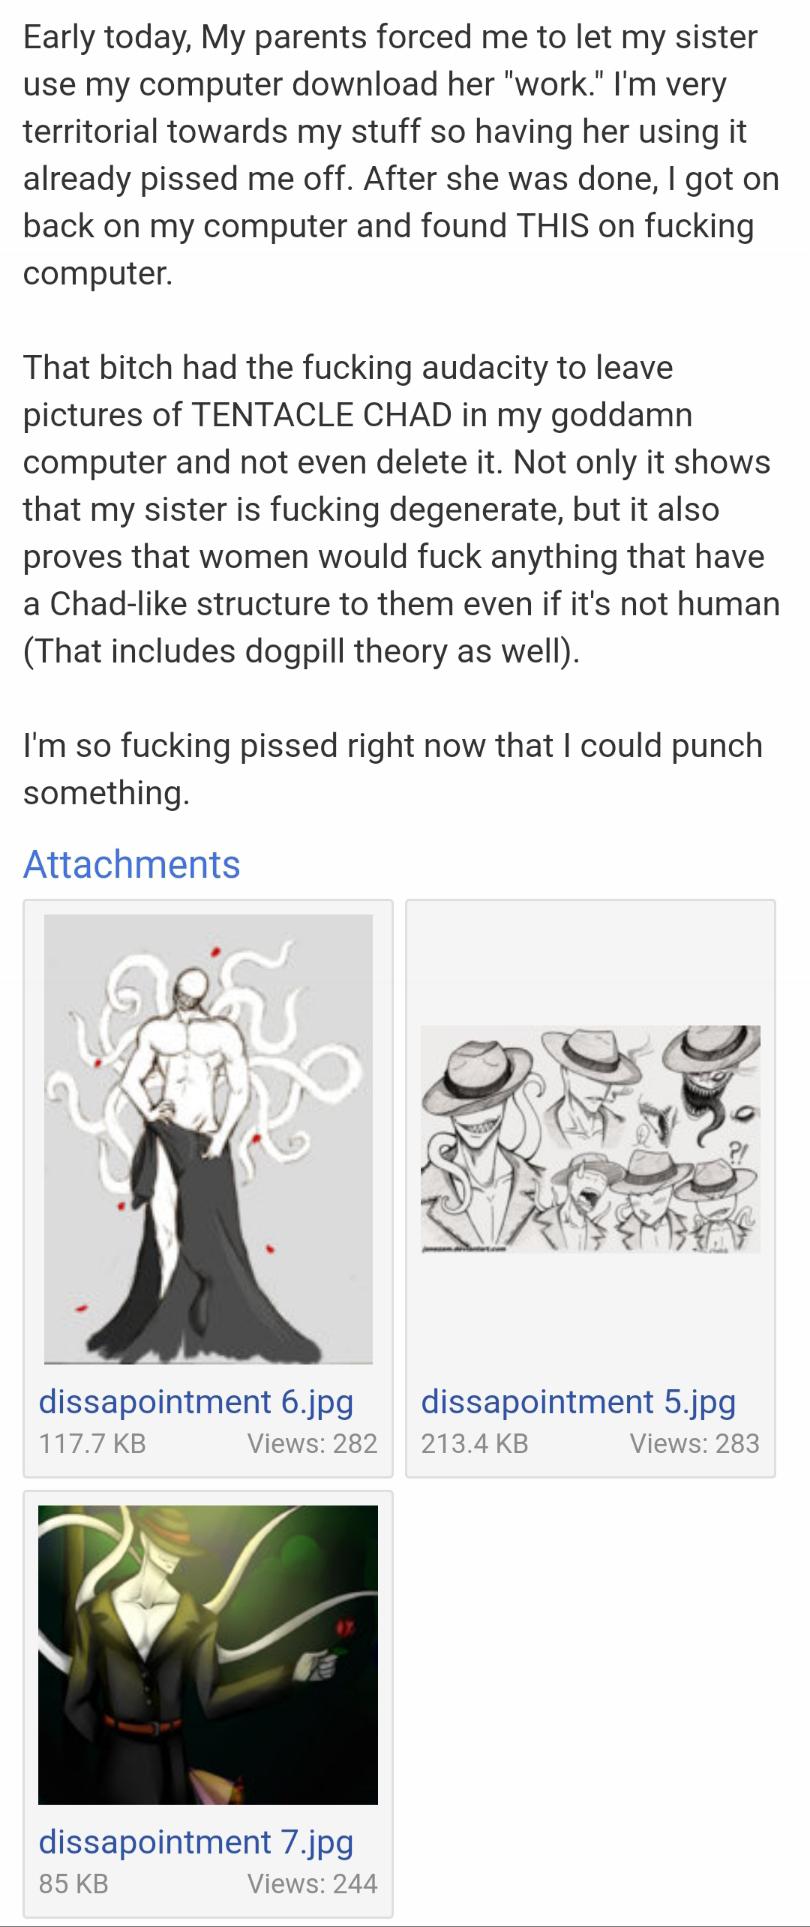 Early today, My parents forced me to let my sister
use my computer download her "work." I'm very
territorial towards my stuff so having her using it
already pissed me off. After she was done, I got on
back on my computer and found THIS on fucking
computer.
That bitch had the fucking audacity to leave
pictures of TENTACLE CHAD in my goddamn
computer and not even delete it. Not only it shows
that my sister is fucking degenerate, but it also
proves that women would fuck anything that have
a Chad-like structure to them even if it's not human
(That includes dogpill theory as well).
I'm so fucking pissed right now that I could punch
something.
Attachments
?!
dissapointment 6.jpg
117.7 KB Views: 282
dissapointment 5.jpg
213.4 KB Views: 283
dissapointment 7.jpg
85 KB Views: 244